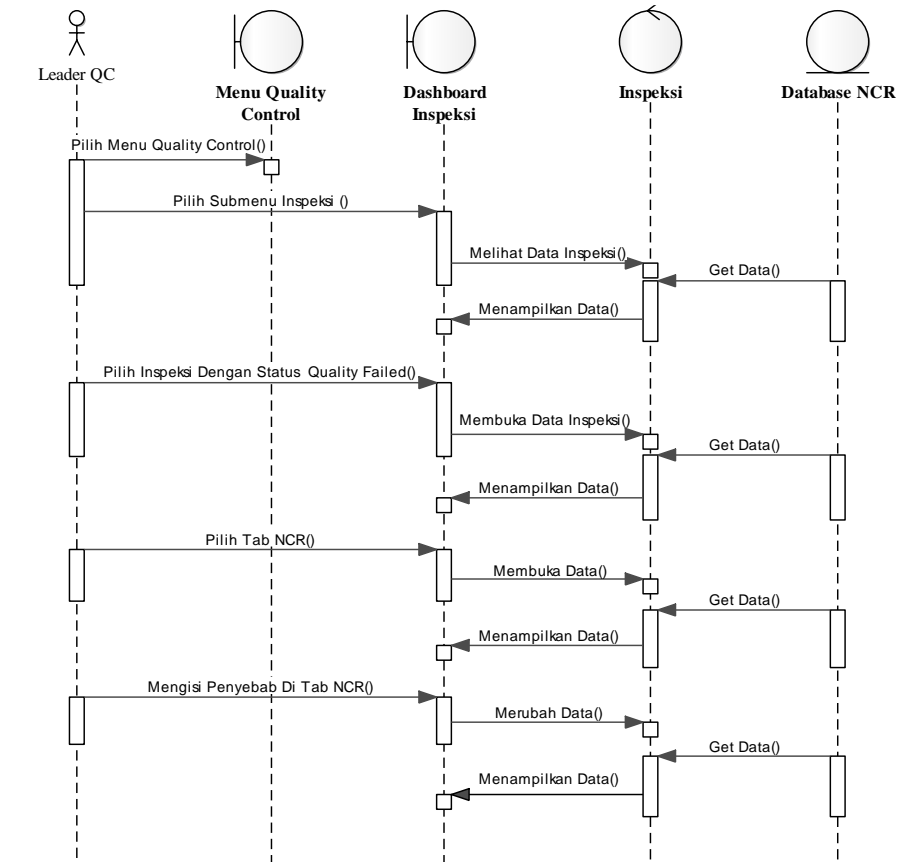 Leader QC
Menu Quality
Control
Dashboard
Inspeksi
Inspeksi
Database NCR
Pilih Menu Quality Control()
Pilih Submenu Inspeksi ()
Melihat Data Inspeksi()
Get Data()
Menampilkan Data()
Pilih Inspeksi Dengan Status Quality Failed()
Membuka Data Inspeksi()
Get Data()
Menampilkan Data()
Pilih Tab NCR()
Membuka Data()
Get Data()
Menampilkan Data()
Mengisi Penyebab Di Tab NCR()
Merubah Data()
Get Data()
Menampilkan Data()